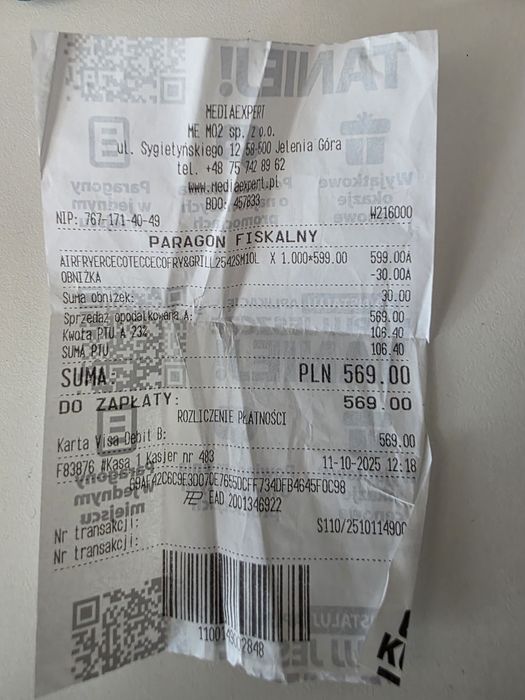 MEDIAEXPERT
ME M02 sp. z o.o.
ul. Sygietyńskiego 12 58-500 Jelenia Góra
tel. +48 75 742 89 62
www.mediaexpert.pl
BDO: 457833
NIP: 767-171-40-49 W216000
PARAGON FISKALNY
AIRFRYERCECOTECCECOFRY&GRILL2542SM10L X 1.000*599.00 599.00A
OBNIŻKA -30.00A
Suma obniżek: 30.00
Sprzedaż opodatkowana A: 569.00
Kwota PTU A 23% 106.40
SUMA PTU 106.40
SUMA: PLN 569.00
DO ZAPŁATY: 569.00
ROZLICZENIE PŁATNOŚCI
Karta Visa Debit B: 569.00
F83876 #Kasa 1 Kasjer nr 483 11-10-2025 12:18
EAD 2001346922
Nr transakcji: S110/2510114900
Nr transakcji: